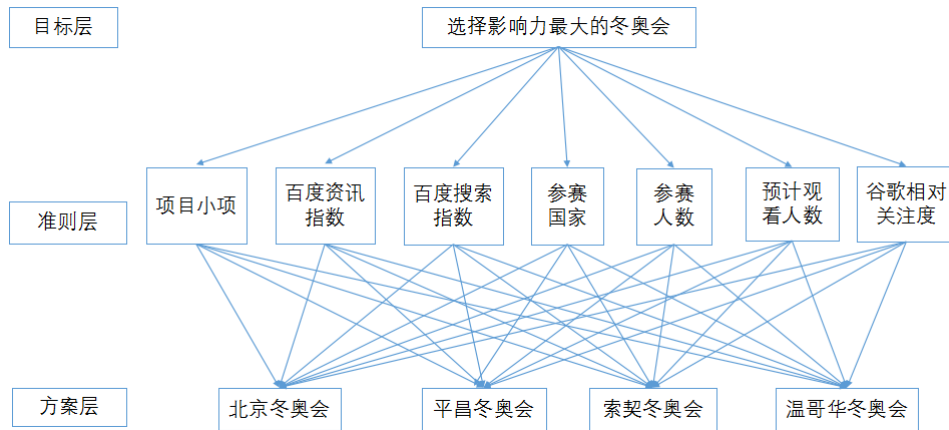 目标层
选择影响力最大的冬奥会
准则层
项目小项
百度资讯
指数
百度搜索
指数
参赛
国家
参赛
人数
预计观
看人数
谷歌相对
关注度
方案层
北京冬奥会
平昌冬奥会
索契冬奥会
温哥华冬奥会